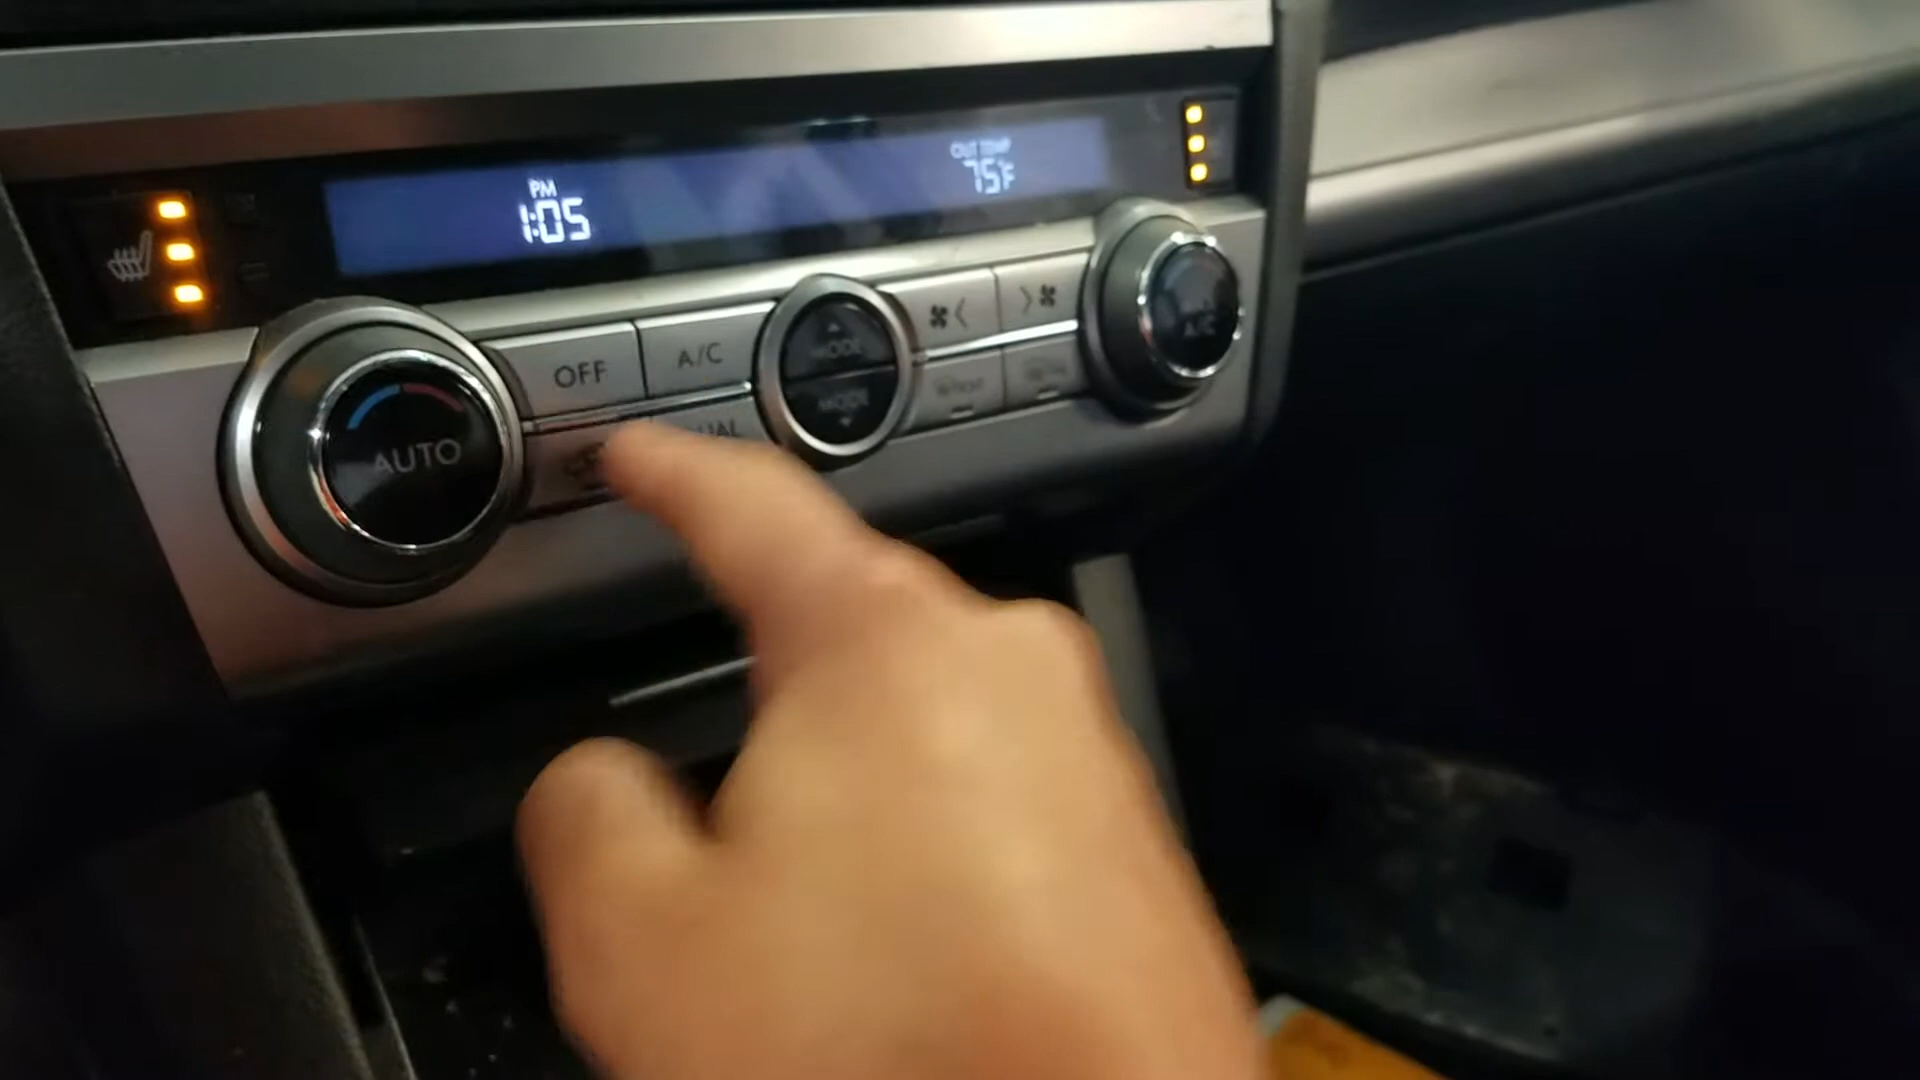 PM
1:05
OUT TEMP
75°F
OFF
A/C
MODE
MODE
AUTO
A/C